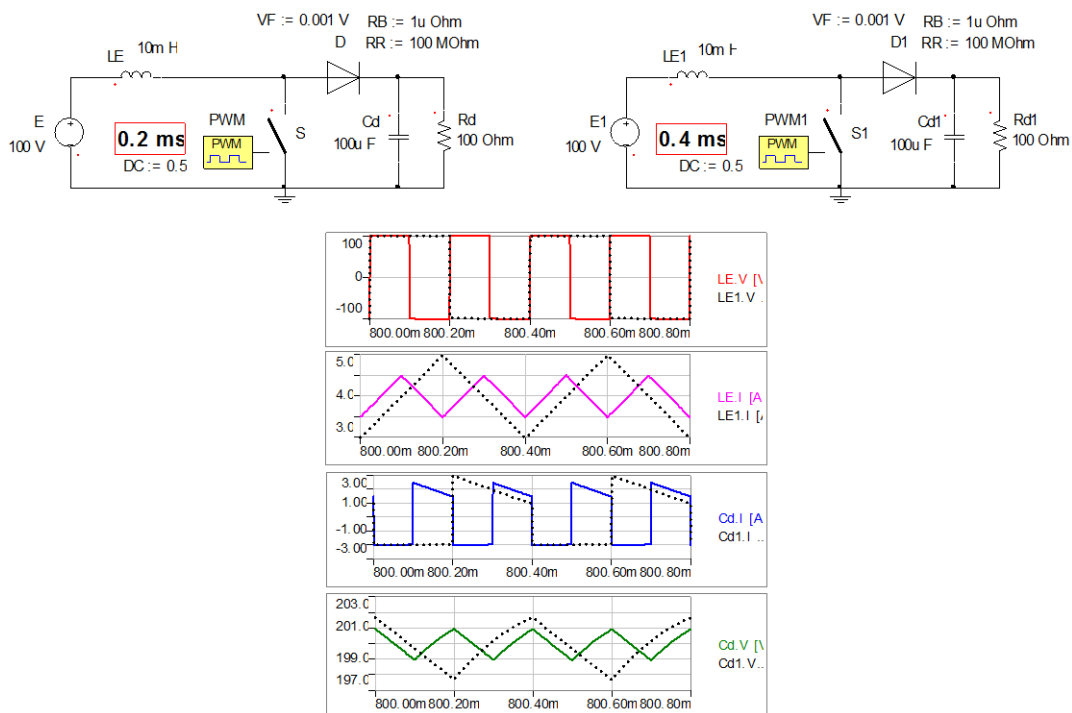 VF := 0.001 V RB := 1u Ohm
D RR := 100 MOhm
LE 10m H
E
100 V
0.2 ms
PWM
PWM
DC := 0.5
S
Cd
100u F
Rd
100 Ohm
VF := 0.001 V RB := 1u Ohm
RR := 100 MOhm
D1
LE1 10m H
E1
100 V
0.4 ms
PWM1
PWM
DC := 0.5
S1
Cd1
100u F
Rd1
100 Ohm
100
0
-100
800.00m 800.20m 800.40m 800.60m 800.80m
LE.V [V
LE1.V ...
5.0
4.0
3.0
800.00m 800.20m 800.40m 800.60m 800.80m
LE.I [A
LE1.I [A
3.00
1.00
-1.00
-3.00
800.00m 800.20m 800.40m 800.60m 800.80m
Cd.I [A
Cd1.I ...
203.0
201.0
199.0
197.0
800.00m 800.20m 800.40m 800.60m 800.80m
Cd.V [V
Cd1.V...